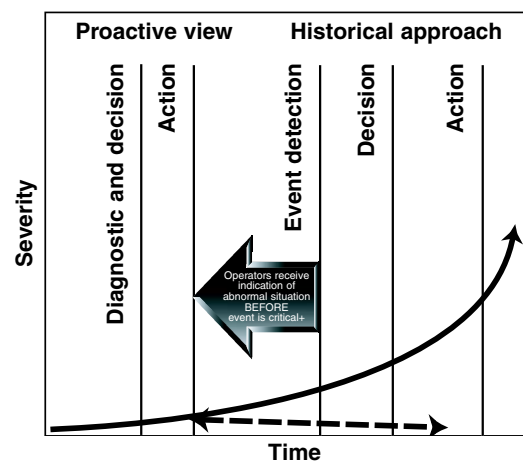 Proactive view
Historical approach
Diagnostic and decision
Action
Event detection
Decision
Action
Severity
Operators receive
indication of
abnormal situation
BEFORE
event is critical+
Time